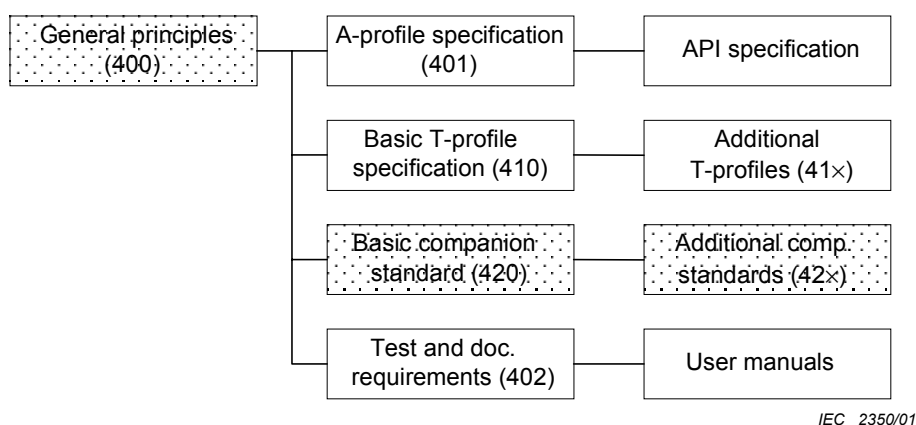 General principles
(400)
A-profile specification
(401)
API specification
Basic T-profile
specification (410)
Additional
T-profiles (41×)
Basic companion
standard (420)
Additional comp.
standards (42×)
Test and doc.
requirements (402)
User manuals
IEC 2350/01